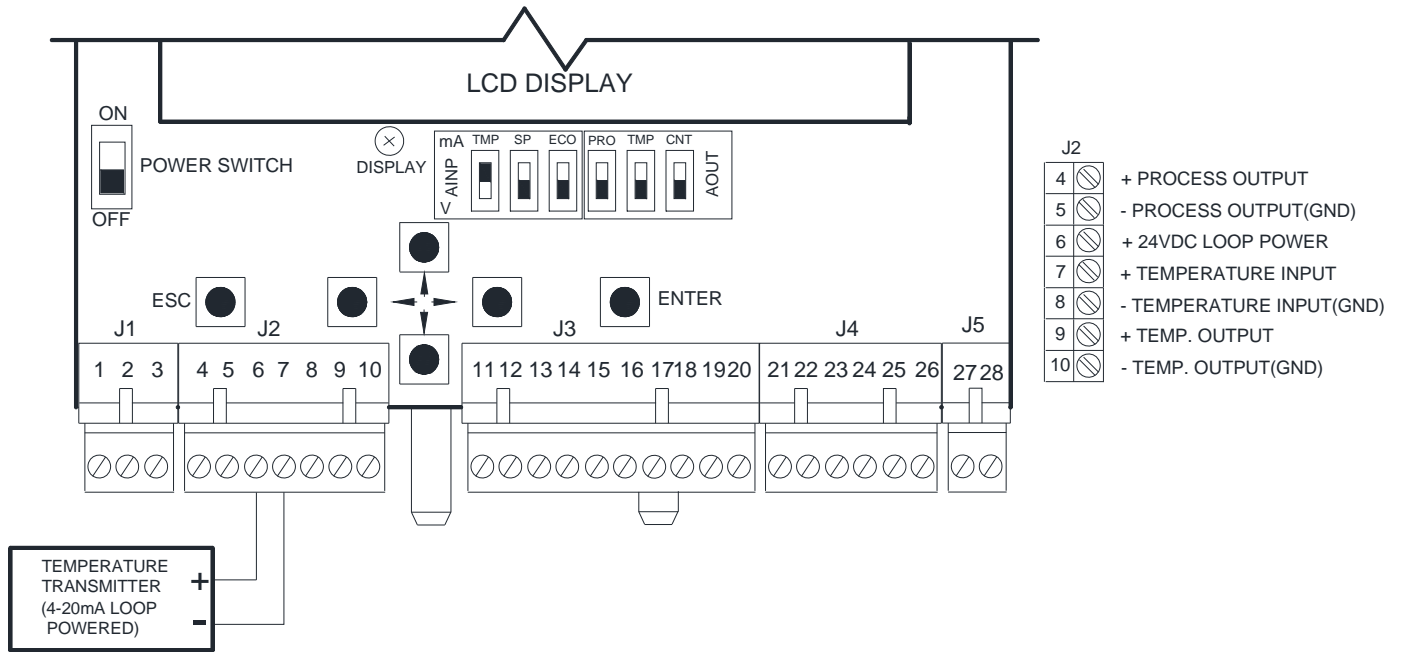 LCD DISPLAY
ON
POWER SWITCH
OFF
DISPLAY
mA TMP SP ECO PRO TMP CNT
AINP
V
AOUT
ESC
ENTER
J1 J2 J3 J4 J5
1 2 3 4 5 6 7 8 9 10 11 12 13 14 15 16 17 18 19 20 21 22 23 24 25 26 27 28
TEMPERATURE
TRANSMITTER
(4-20mA LOOP
POWERED)
+
-
J2
4 + PROCESS OUTPUT
5 - PROCESS OUTPUT(GND)
6 + 24VDC LOOP POWER
7 + TEMPERATURE INPUT
8 - TEMPERATURE INPUT(GND)
9 + TEMP. OUTPUT
10 - TEMP. OUTPUT(GND)